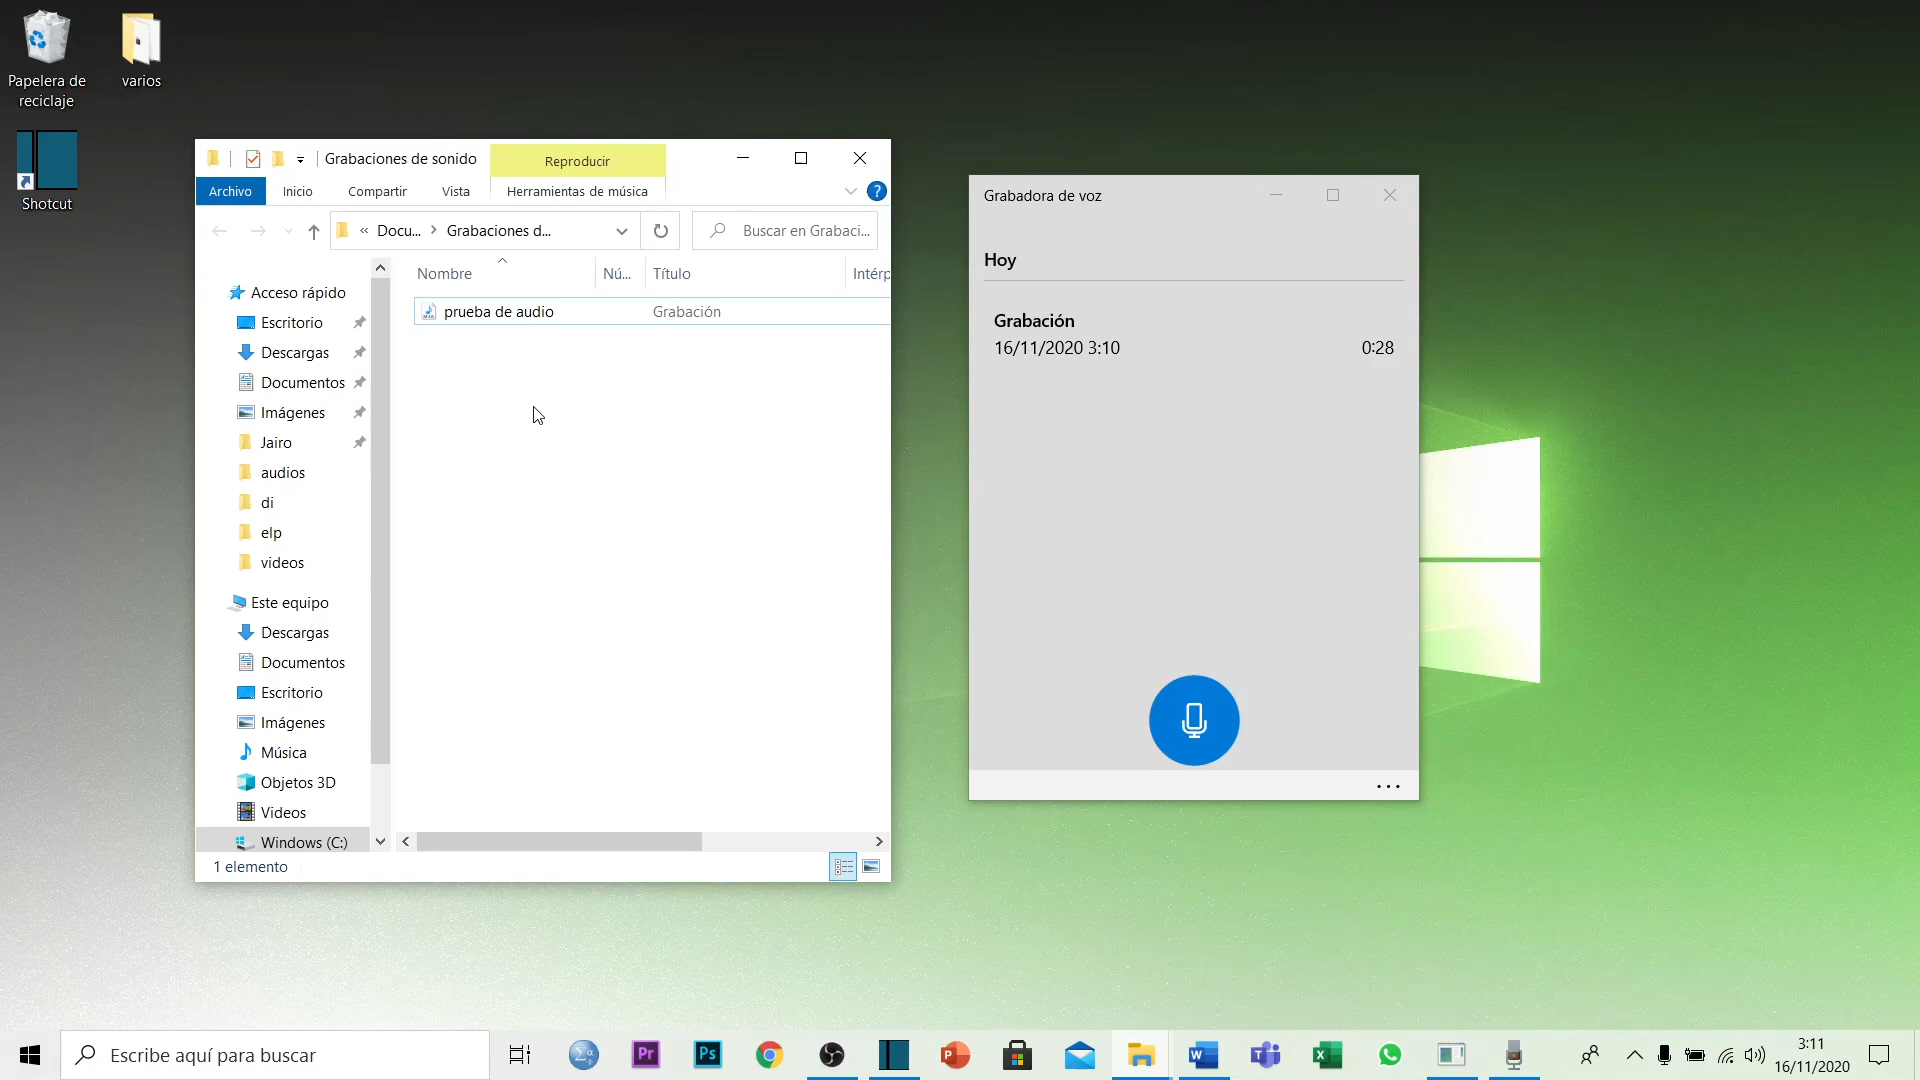 Papelera de
reciclaje
varios
Shotcut
Grabaciones de sonido
Reproducir
Archivo
Inicio
Compartir
Vista
Herramientas de música
?
« Docu... > Grabaciones d...
Buscar en Grabaci...
Nombre
Nú...
Título
Intérp
prueba de audio
Grabación
Acceso rápido
Escritorio
Descargas
Documentos
Imágenes
Jairo
audios
di
elp
videos
Este equipo
Descargas
Documentos
Escritorio
Imágenes
Música
Objetos 3D
Videos
Windows (C:)
1 elemento
Grabadora de voz
Hoy
Grabación
16/11/2020 3:10
0:28
...
Escribe aquí para buscar
Σα
Pr
Ps
P
W
T
X
3:11
16/11/2020